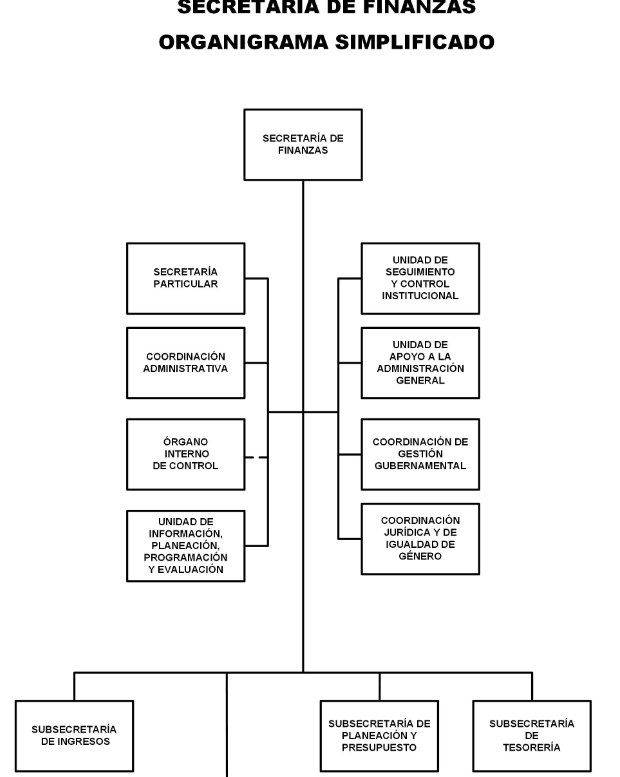 SECRETARÍA DE FINANZAS
ORGANIGRAMA SIMPLIFICADO
SECRETARÍA DE
FINANZAS
SECRETARÍA
PARTICULAR
UNIDAD DE
SEGUIMIENTO
Y CONTROL
INSTITUCIONAL
COORDINACIÓN
ADMINISTRATIVA
UNIDAD DE
APOYO A LA
ADMINISTRACIÓN
GENERAL
ÓRGANO
INTERNO
DE CONTROL
COORDINACIÓN DE
GESTIÓN
GUBERNAMENTAL
UNIDAD DE
INFORMACIÓN,
PLANEACIÓN,
PROGRAMACIÓN
Y EVALUACIÓN
COORDINACIÓN
JURÍDICA Y DE
IGUALDAD DE
GÉNERO
SUBSECRETARÍA
DE INGRESOS
SUBSECRETARÍA DE
PLANEACIÓN Y
PRESUPUESTO
SUBSECRETARÍA
DE
TESORERÍA